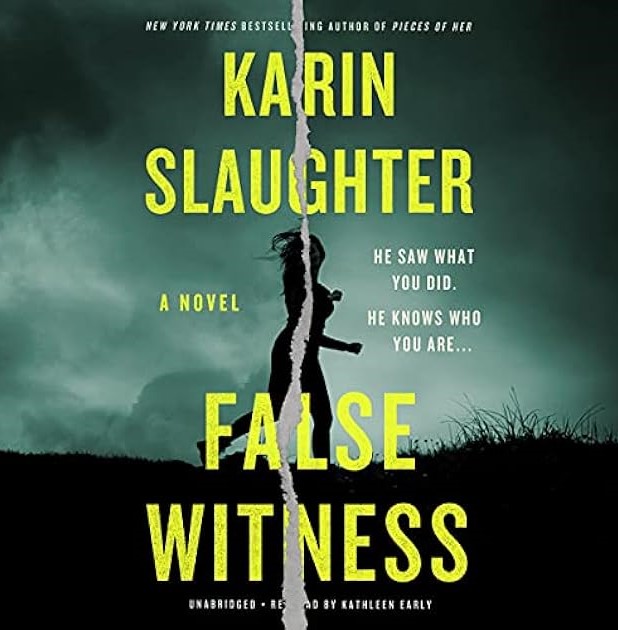 NEW YORK TIMES BESTSELLING AUTHOR OF PIECES OF HER
KARIN
SLAUGHTER
HE SAW WHAT
YOU DID.
A NOVEL
HE KNOWS WHO
YOU ARE...
FALSE
WITNESS
UNABRIDGED • READ BY KATHLEEN EARLY